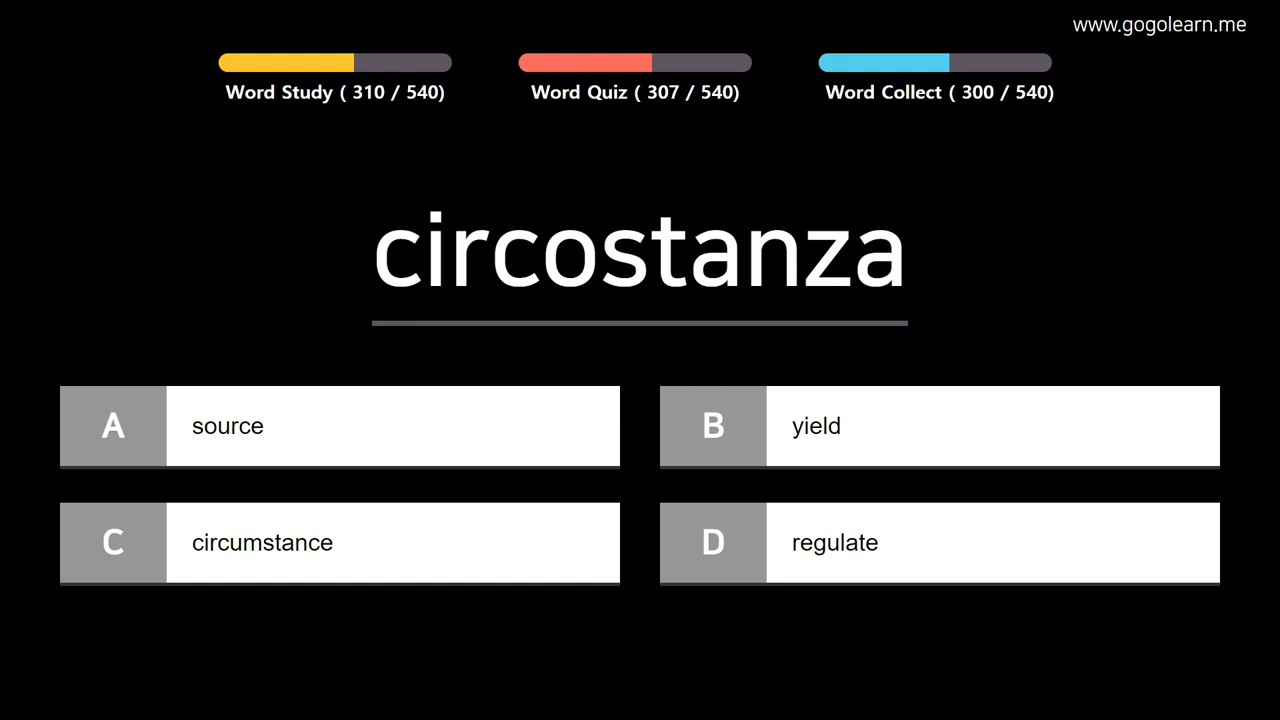 www.gogolearn.me
Word Study ( 310 / 540)
Word Quiz ( 307 / 540)
Word Collect ( 300 / 540)
circostanza
A source
B yield
C circumstance
D regulate